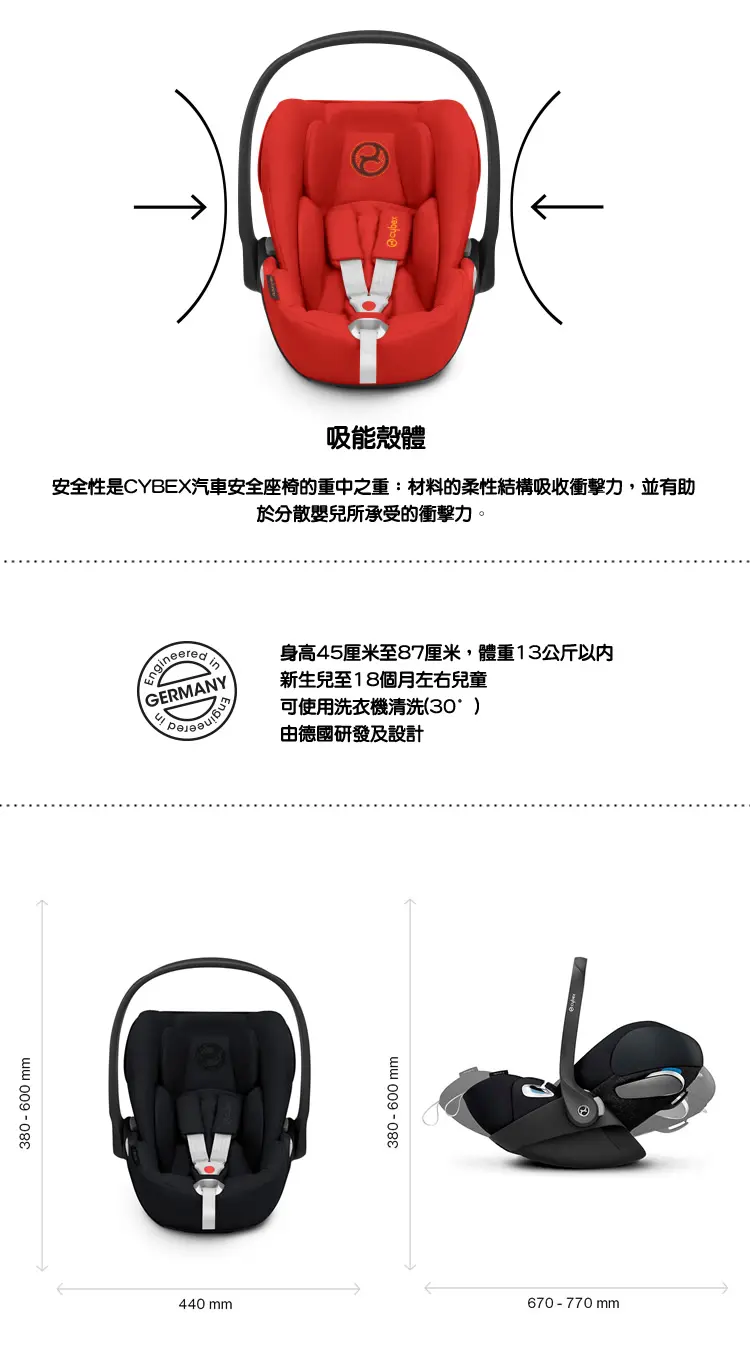 cybex
吸能殼體
安全性是CYBEX汽車安全座椅的重中之重：材料的柔性結構吸收衝擊力，並有助
於分散嬰兒所承受的衝擊力。
Engineered in
GERMANY
Engineered in
身高45厘米至87厘米，體重13公斤以内
新生兒至18個月左右兒童
可使用洗衣機清洗(30°)
由德國研發及設計
380 - 600 mm
440 mm
380 - 600 mm
cybex
670 - 770 mm